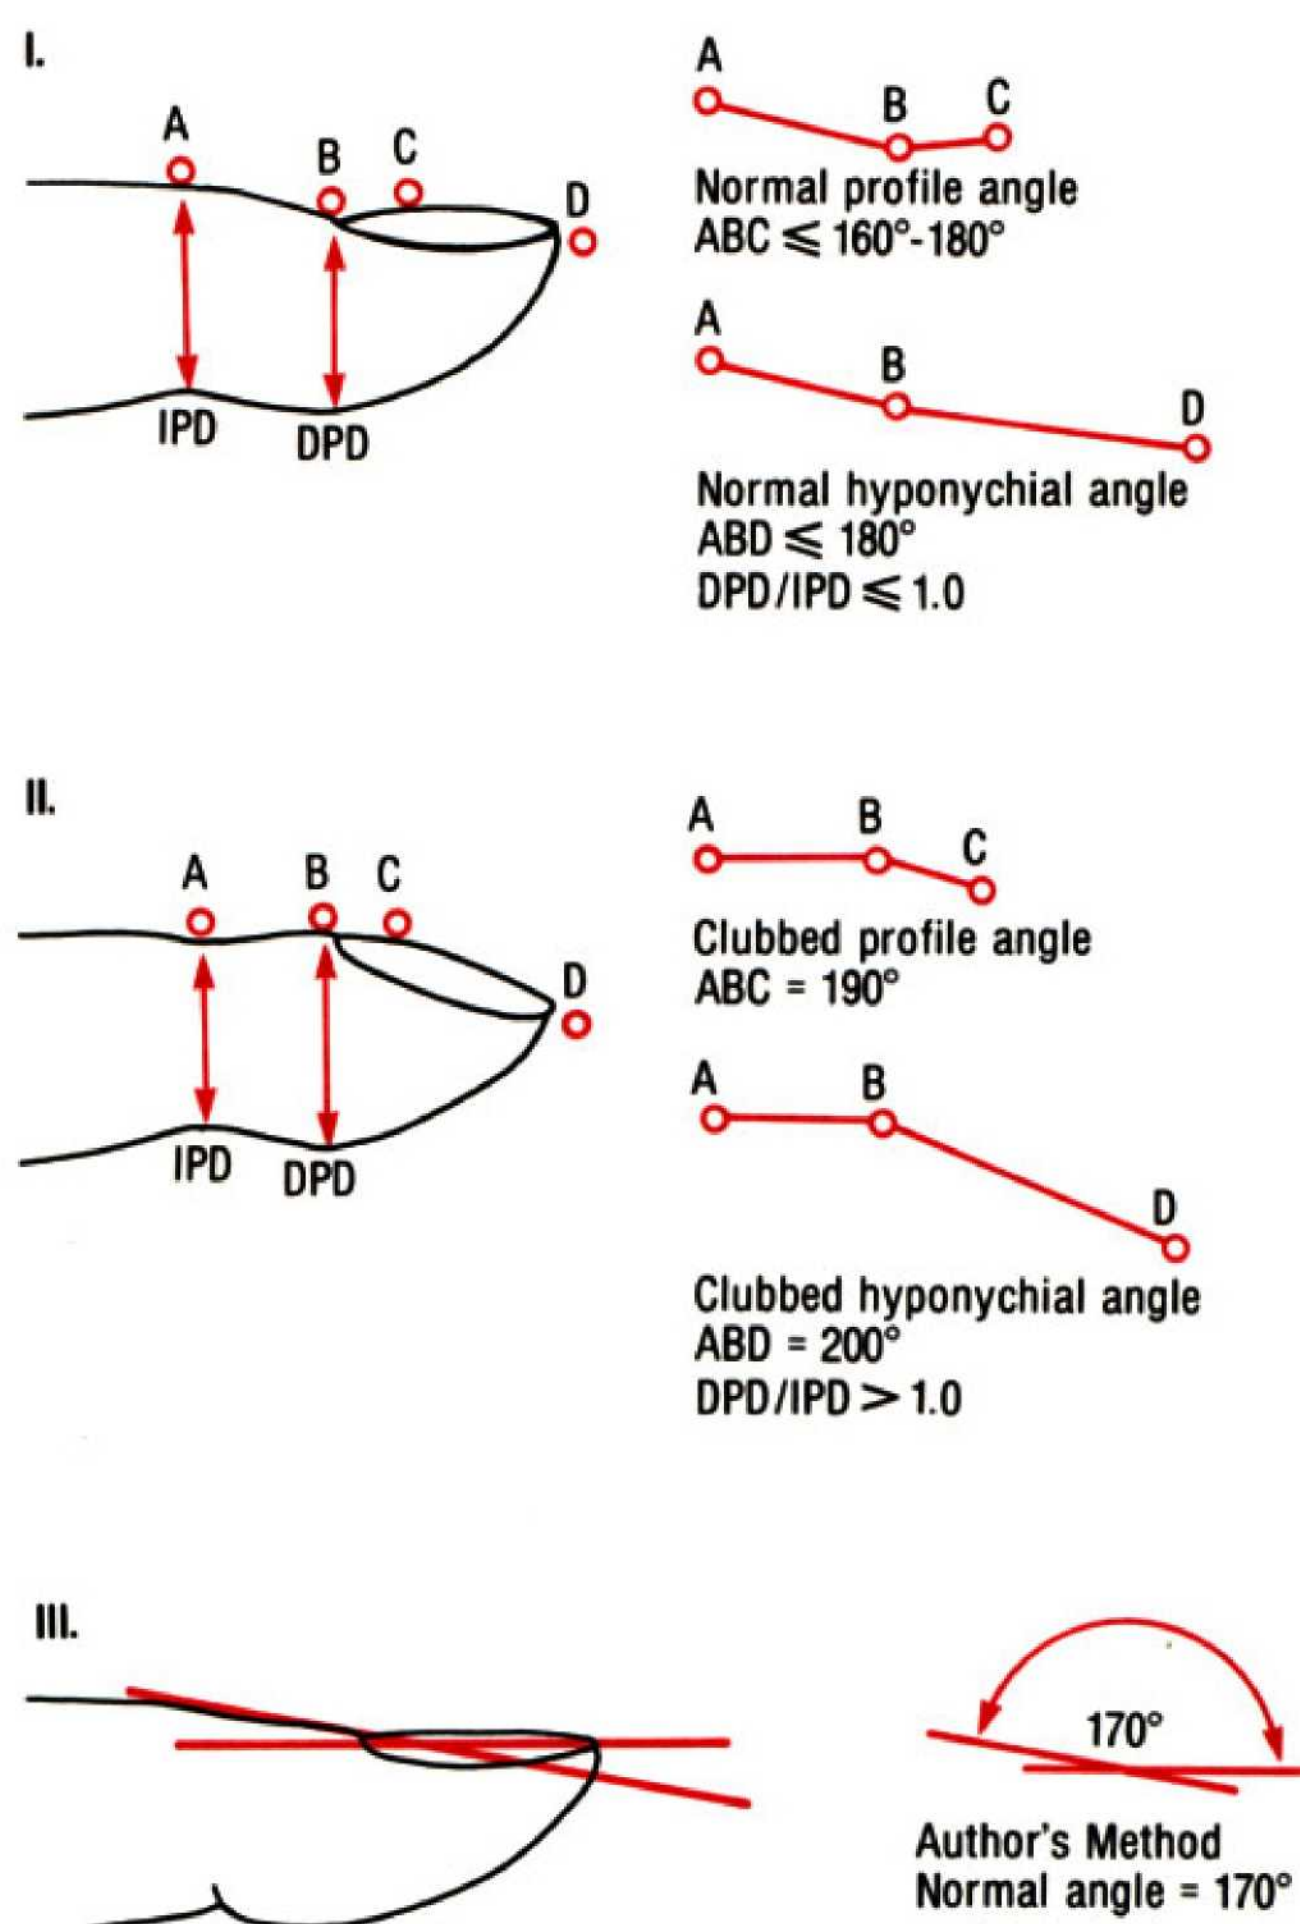 I.
A
B
C
D
IPD
DPD
A
B
C
Normal profile angle
ABC ⩽ 160°-180°
A
B
D
Normal hyponychial angle
ABD ⩽ 180°
DPD/IPD ⩽ 1.0
II.
A
B
C
D
IPD
DPD
A
B
C
Clubbed profile angle
ABC = 190°
A
B
D
Clubbed hyponychial angle
ABD = 200°
DPD/IPD > 1.0
III.
170°
Author's Method
Normal angle = 170°